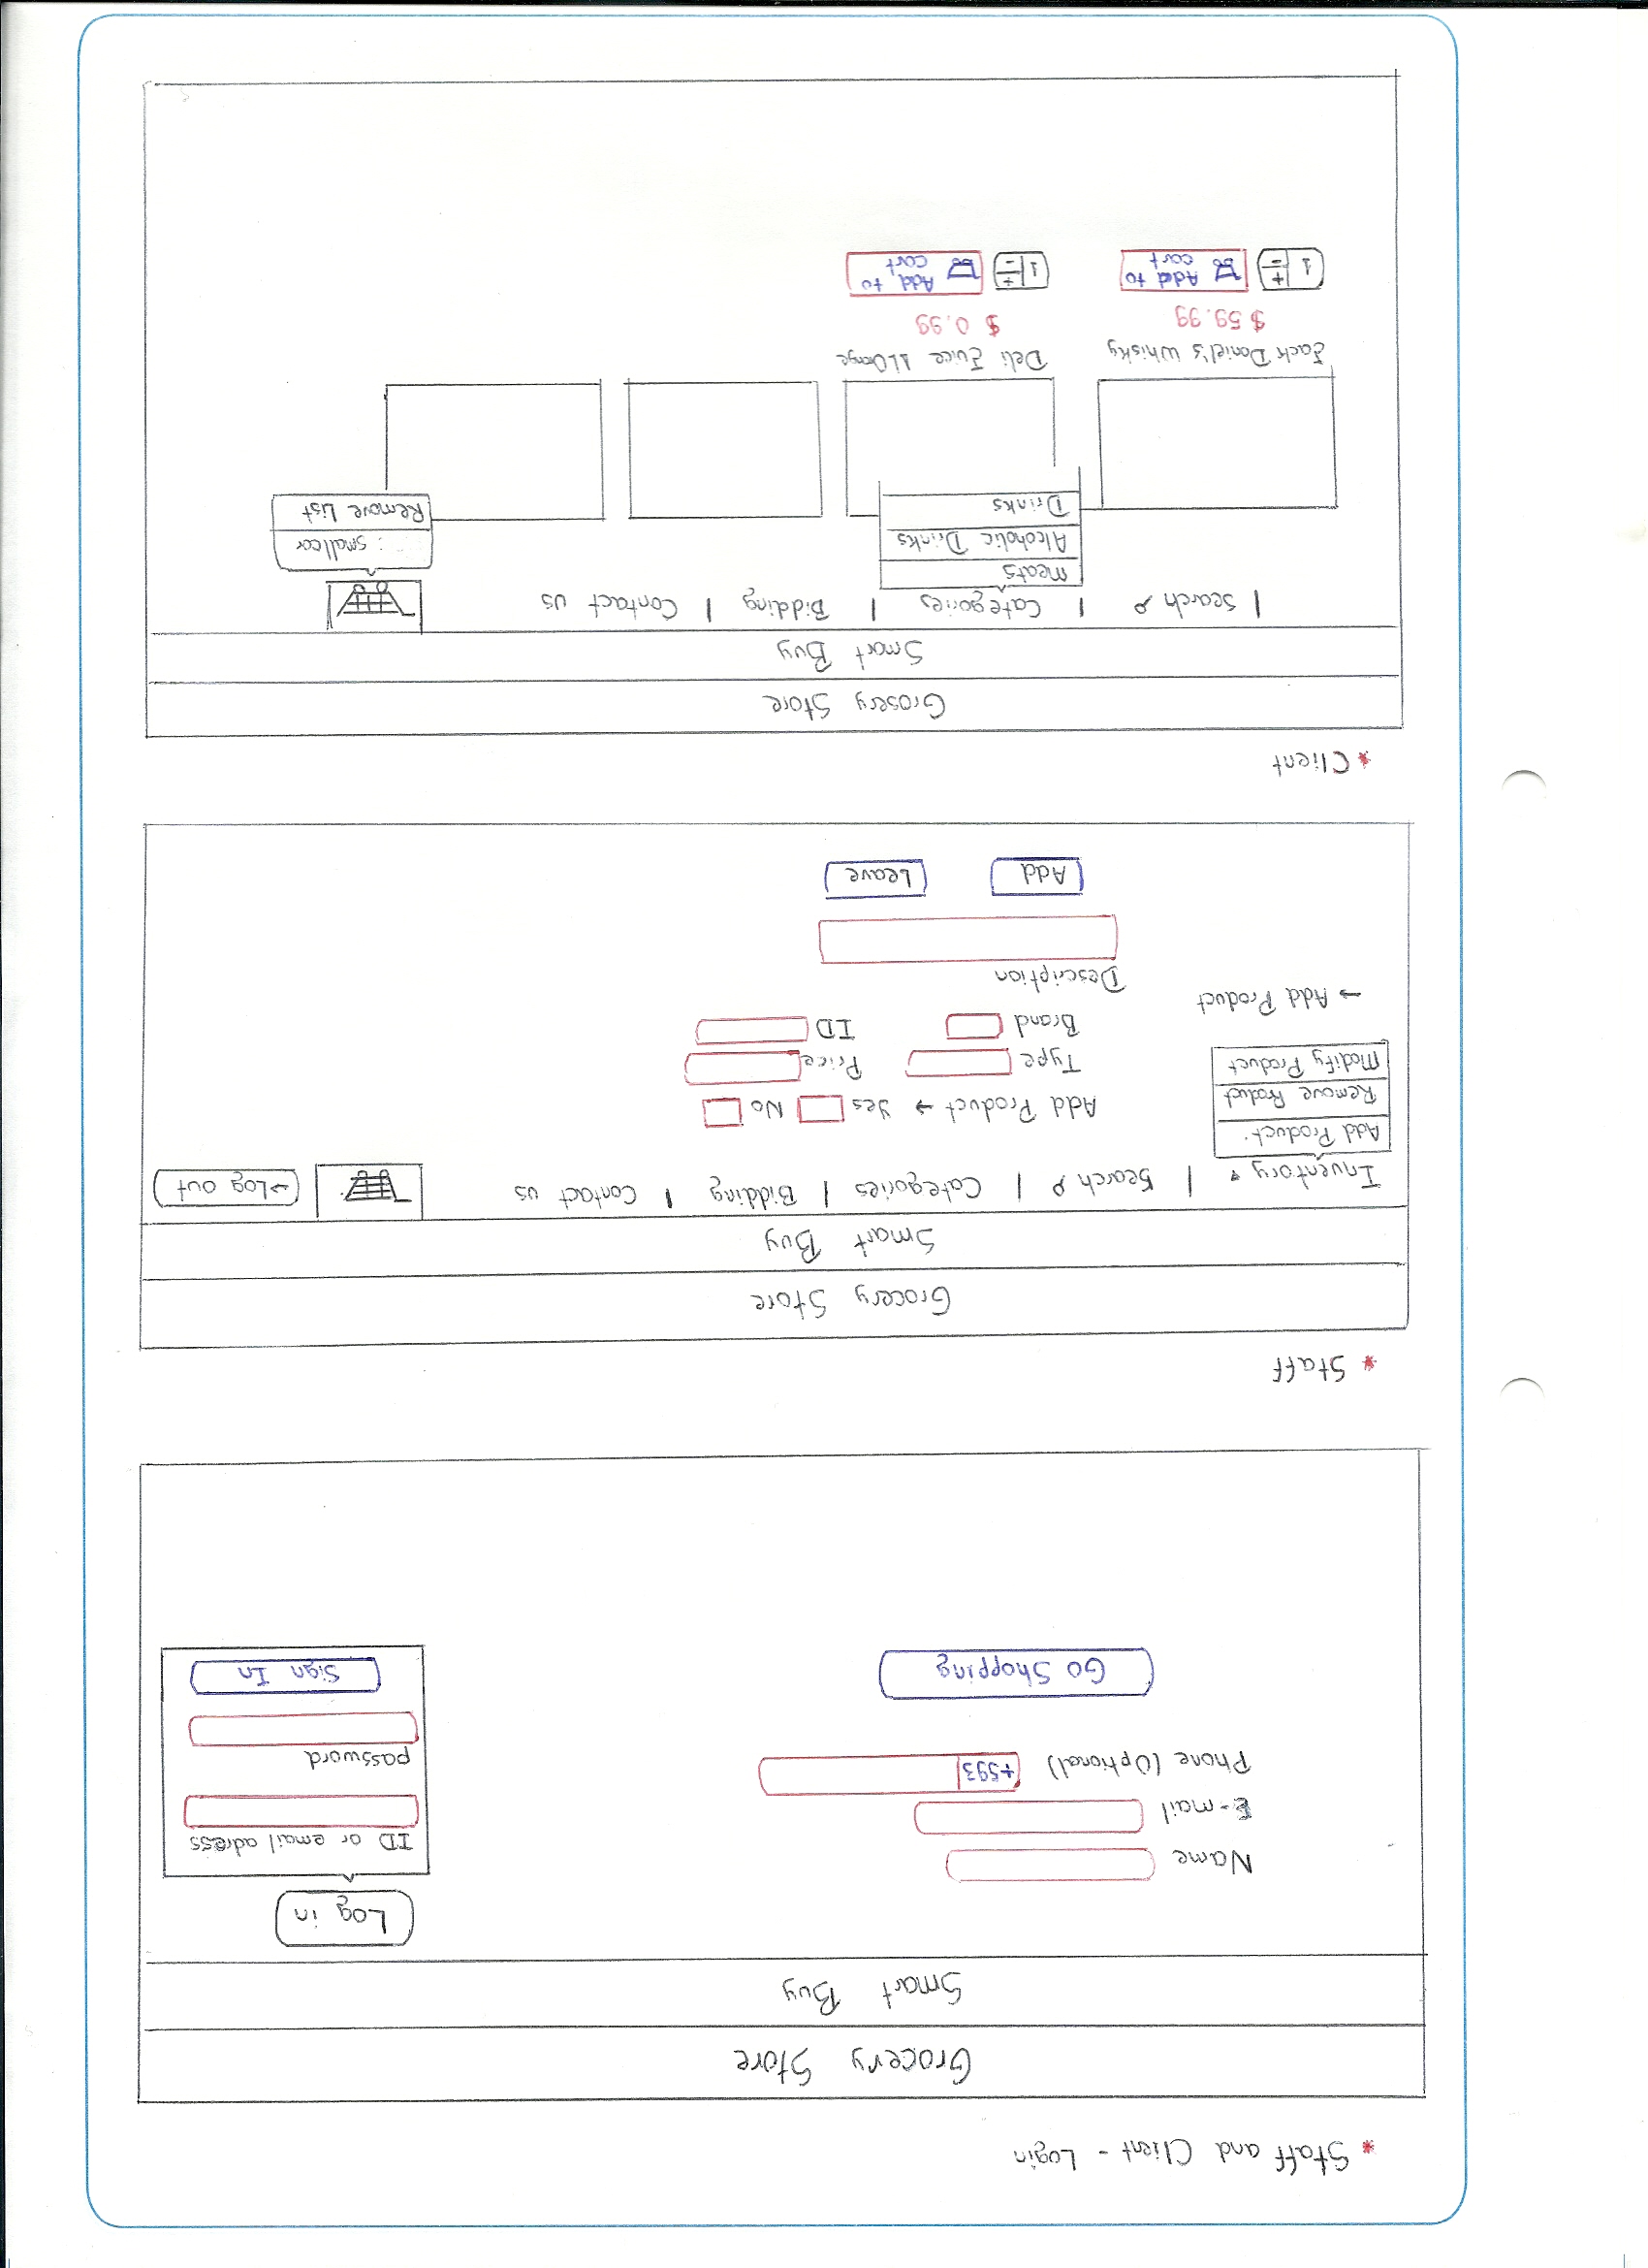 * Staff and Client - Login
Grocery Store
Smart Buy
Log in
Name
E-mail
Phone (Optional) +593
Go Shopping
ID or email adress
password
Sign In
* Staff
Grocery Store
Smart Buy
Inventory | Search | Categories | Bidding | Contact us
→Log out
Add Product
Remove Product
Modify Product
→ Add Product
Add Product → Yes No
Type Price
Brand ID
Description
Add Leave
* Client
Grosery Store
Smart Buy
| Search | Categories | Bidding | Contact us
Meats
Alcoholic Drinks
Drinks
: smallcar
Remove List
Jack Daniel's Whisky
$ 59.99
1 + - Add to
cart
Deli Juice 1L Orange
$ 0.99
1 + - Add to
cart